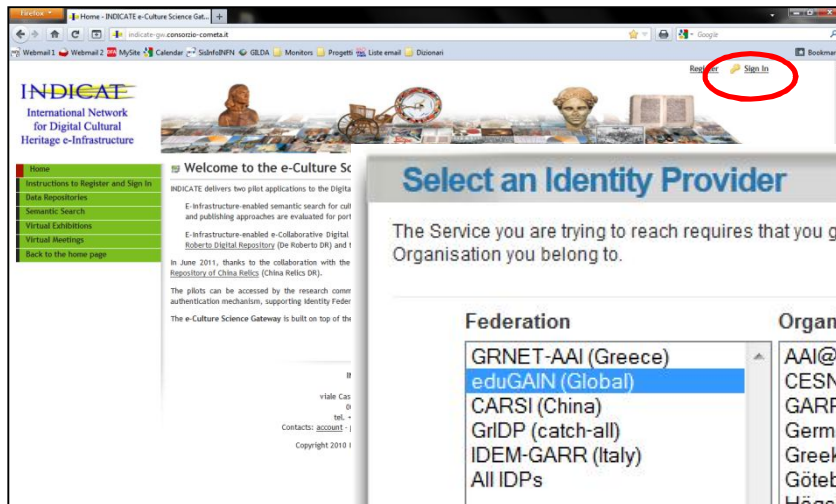 Firefox
Home - INDICATE e-Culture Science Gat...
indicate-gw.consorzio-cometa.it
Google
Webmail 1 Webmail 2 MySite Calendar SisInfoINFN GILDA Monitors Progetti Liste email Dizionari
Bookmar
Register Sign In
INDICATE
International Network
for Digital Cultural
Heritage e-Infrastructure
Home
Instructions to Register and Sign In
Data Repositories
Semantic Search
Virtual Exhibitions
Virtual Meetings
Back to the home page
Welcome to the e-Culture Sc
INDICATE delivers two pilot applications to the Digita
E-Infrastructure-enabled semantic search for cul
and publishing approaches are evaluated for port
E-Infrastructure-enabled e-Collaborative Digital
Roberto Digital Repository (De Roberto DR) and t
In June 2011, thanks to the collaboration with the
Repository of China Relics (China Relics DR).
The pilots can be accessed by the research comm
authentication mechanism, supporting Identity Feder
The e-Culture Science Gateway is built on top of the
viale Cas
tel.
Contacts: account -
Copyright 2010
Select an Identity Provider
The Service you are trying to reach requires that you g
Organisation you belong to.
Federation
GRNET-AAI (Greece)
eduGAIN (Global)
CARSI (China)
GrIDP (catch-all)
IDEM-GARR (Italy)
All IDPs
Organ
AAI@
CESN
GARR
Germ
Greek
Göteb